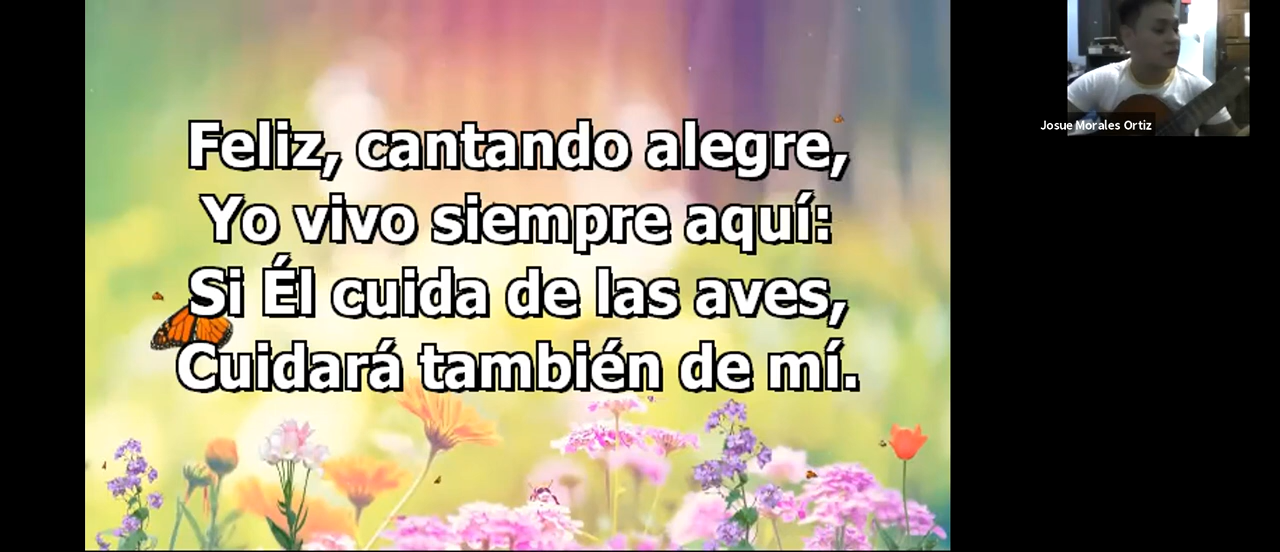 Feliz, cantando alegre,
Yo vivo siempre aquí:
Si Él cuida de las aves,
Cuidará también de mí.
Josue Morales Ortiz